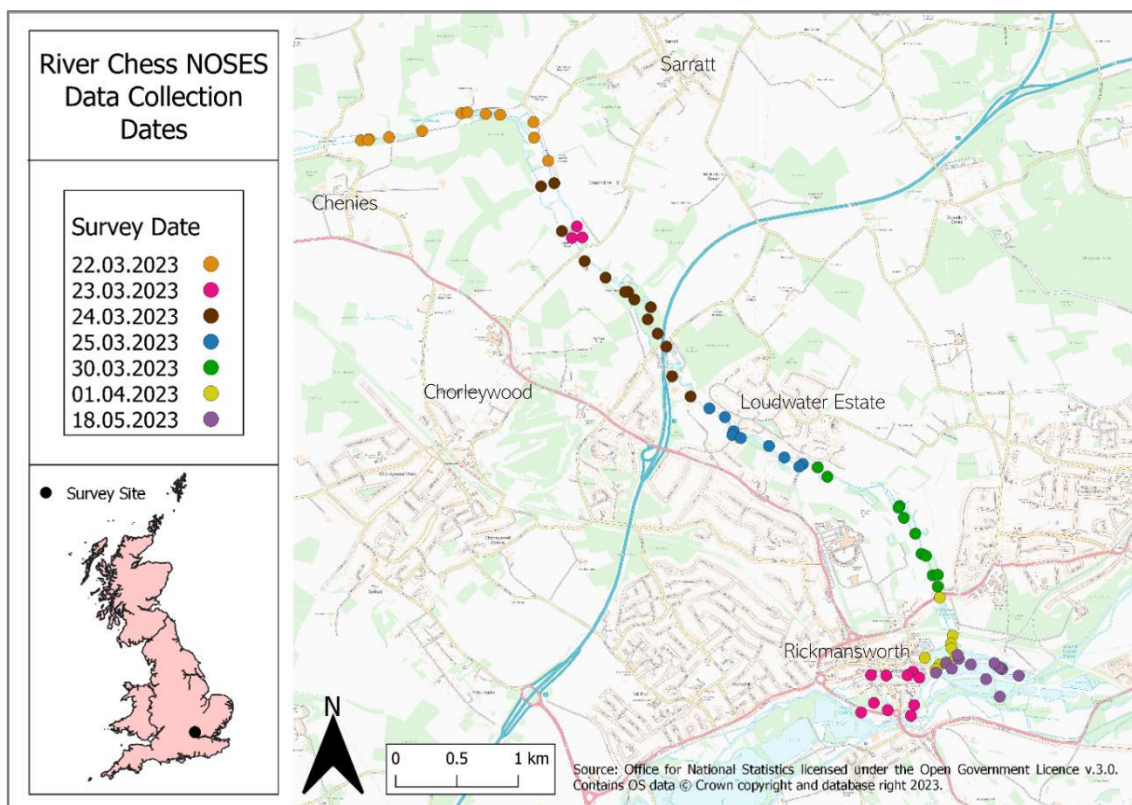 River Chess NOSES
Data Collection
Dates
Survey Date
22.03.2023
23.03.2023
24.03.2023
25.03.2023
30.03.2023
01.04.2023
18.05.2023
Survey Site
Sarratt
Chenies
Chorleywood
Loudwater Estate
Rickmansworth
N
0 0.5 1 km
Source: Office for National Statistics licensed under the Open Government Licence v.3.0.
Contains OS data © Crown copyright and database right 2023.